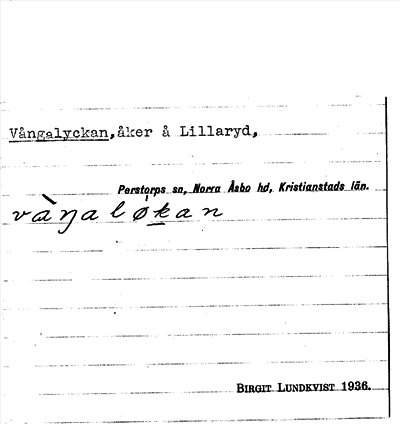 Vångalyckan, åker å Lillaryd,
Perstorps sn, Norra Åsbo hd, Kristianstads län.
vàŋaløkan
BIRGIT LUNDKVIST 1936.